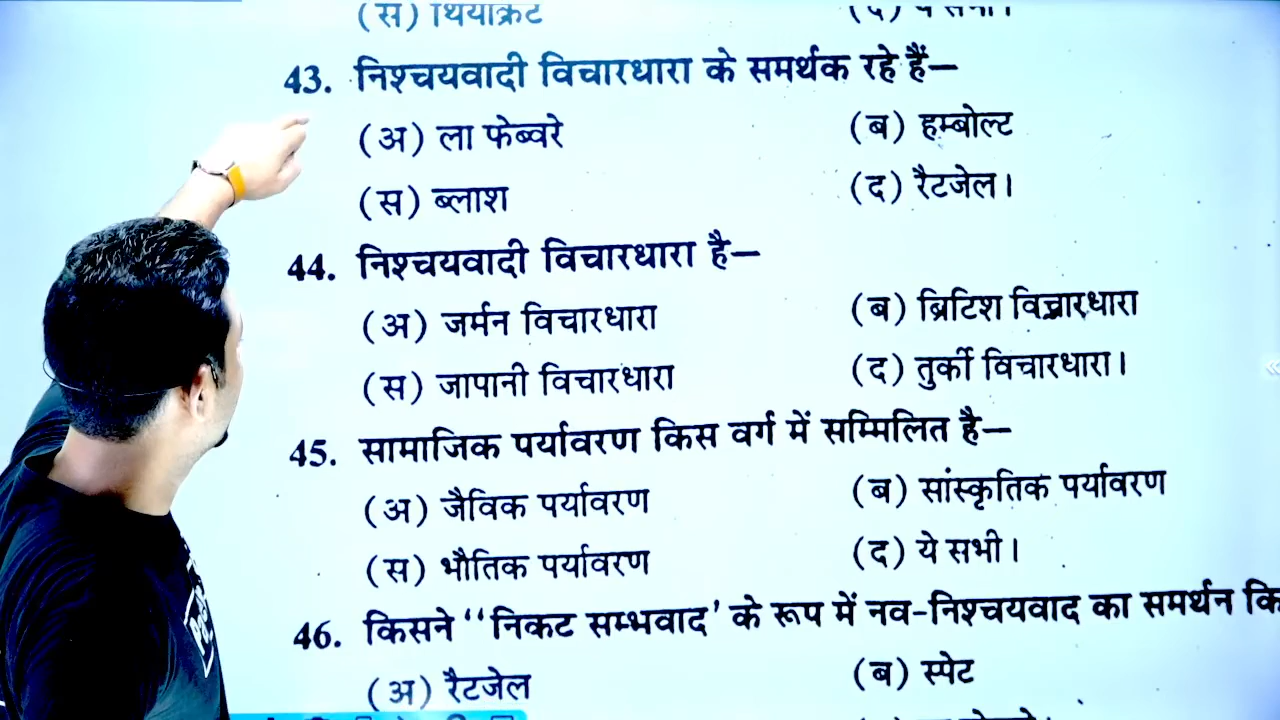 (स) थियोक्रेट
43. निश्चयवादी विचारधारा के समर्थक रहे हैं—
(अ) ला फेब्वरे (ब) हम्बोल्ट
(स) ब्लाश (द) रैटजेल।
44. निश्चयवादी विचारधारा है—
(अ) जर्मन विचारधारा (ब) ब्रिटिश विचारधारा
(स) जापानी विचारधारा (द) तुर्की विचारधारा।
45. सामाजिक पर्यावरण किस वर्ग में सम्मिलित है—
(अ) जैविक पर्यावरण (ब) सांस्कृतिक पर्यावरण
(स) भौतिक पर्यावरण (द) ये सभी।
46. किसने ‘‘निकट सम्भवाद’ के रूप में नव-निश्चयवाद का समर्थन
(अ) रैटजेल (ब) स्पेट